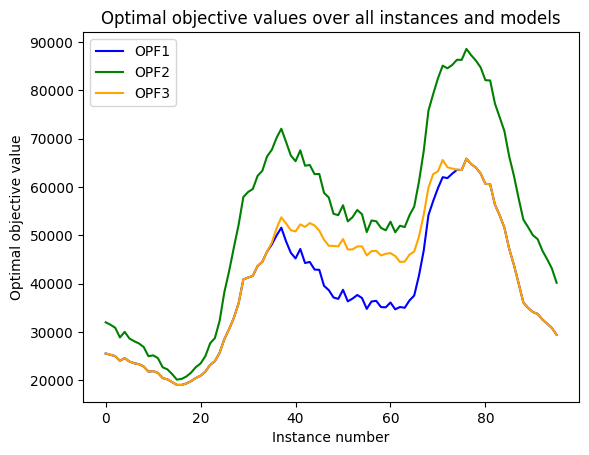 Optimal objective values over all instances and models
OPF1
OPF2
OPF3
Optimal objective value
90000
80000
70000
60000
50000
40000
30000
20000
0
20
40
60
80
Instance number